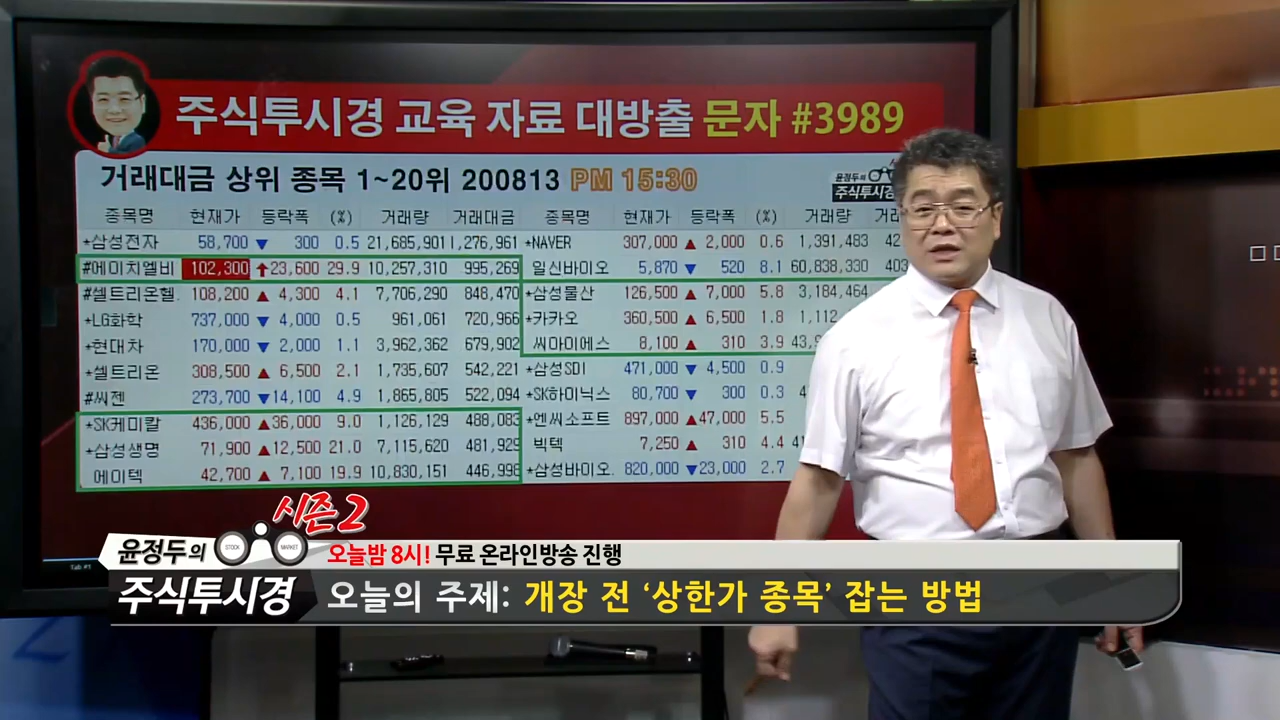 주식투시경 교육 자료 대방출 문자 #3989
거래대금 상위 종목 1~20위 200813 PM 15:30
윤정두의
주식투시경
종목명 현재가 등락폭 (%) 거래량 거래대금 종목명 현재가 등락폭 (%) 거래량
*삼성전자 58,700 ▼ 300 0.5 21,685,901 1,276,961 *NAVER 307,000 ▲ 2,000 0.6 1,391,483
#에이치엘비 102,300 ↑ 23,600 29.9 10,257,310 995,269 일신바이오 5,870 ▼ 520 8.1 60,838,330
#셀트리온헬. 108,200 ▲ 4,300 4.1 7,706,290 848,470 *삼성물산 126,500 ▲ 7,000 5.8 3,184,464
*LG화학 737,000 ▼ 4,000 0.5 961,061 720,966 *카카오 360,500 ▲ 6,500 1.8
*현대차 170,000 ▼ 2,000 1.1 3,962,362 679,902 씨아이에스 8,100 ▲ 310 3.9
*셀트리온 308,500 ▲ 6,500 2.1 1,735,607 542,221 *삼성SDI 471,000 ▼ 4,500 0.9
#씨젠 273,700 ▼ 14,100 4.9 1,865,805 522,094 *SK하이닉스 80,700 ▼ 300 0.3
*SK케미칼 436,000 ▲ 36,000 9.0 1,126,129 488,083 *엔씨소프트 897,000 ▲ 47,000 5.5
*삼성생명 71,900 ▲ 12,500 21.0 7,115,620 481,929 빅텍 7,250 ▲ 310 4.4
에이텍 42,700 ▲ 7,100 19.9 10,830,151 446,998 *삼성바이오. 820,000 ▼ 23,000 2.7
시즌2
윤정두의 STOCK MARKET 오늘밤 8시! 무료 온라인방송 진행
주식투시경 오늘의 주제: 개장 전 ‘상한가 종목’ 잡는 방법